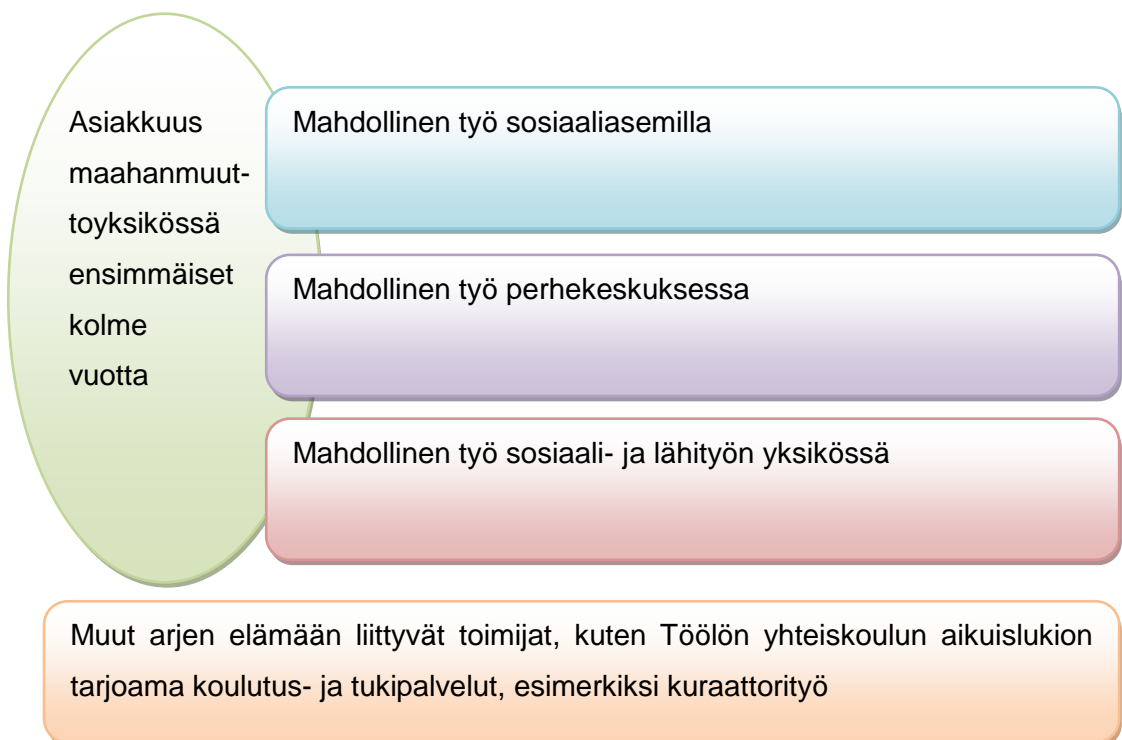 Asiakkuus
maahanmuut-
toyksikössä
ensimmäiset
kolme
vuotta
Mahdollinen työ sosiaaliasemilla
Mahdollinen työ perhekeskuksessa
Mahdollinen työ sosiaali- ja lähityön yksikössä
Muut arjen elämään liittyvät toimijat, kuten Töölön yhteiskoulun aikuislukion
tarjoama koulutus- ja tukipalvelut, esimerkiksi kuraattorityö